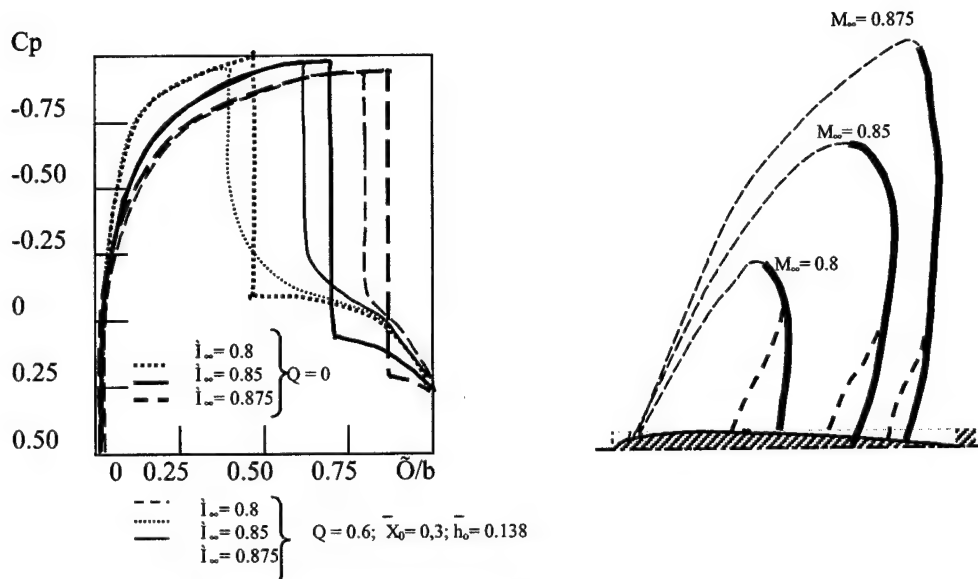 Cp
-0.75
-0.50
-0.25
0
0.25
0.50
Ì∞= 0.8
Ì∞= 0.85
Ì∞= 0.875
Q = 0
0 0.25 0.50 0.75 Õ/b
Ì∞= 0.8
Ì∞= 0.85
Ì∞= 0.875
Q = 0.6; X̄₀= 0,3; h̄₀= 0.138
M∞= 0.875
M∞= 0.85
M∞= 0.8